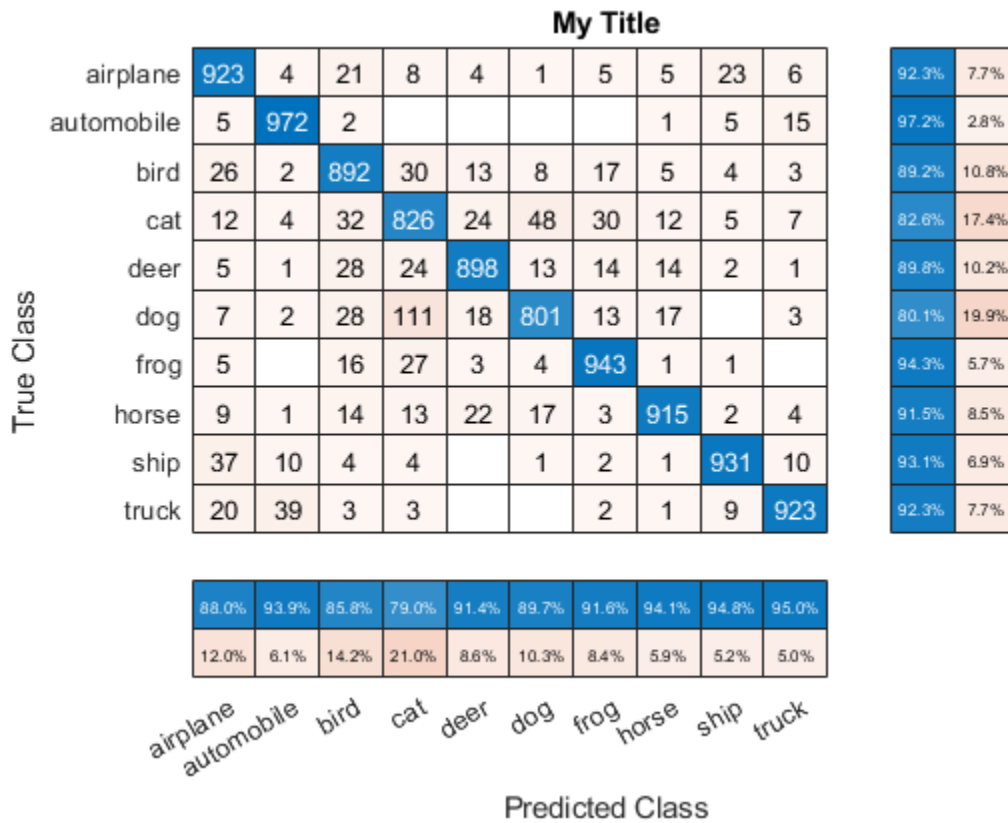 My Title
airplane 923 4 21 8 4 1 5 5 23 6 92.3% 7.7%
automobile 5 972 2 1 5 15 97.2% 2.8%
bird 26 2 892 30 13 8 17 5 4 3 89.2% 10.8%
cat 12 4 32 826 24 48 30 12 5 7 82.6% 17.4%
deer 5 1 28 24 898 13 14 14 2 1 89.8% 10.2%
dog 7 2 28 111 18 801 13 17 3 80.1% 19.9%
frog 5 16 27 3 4 943 1 1 94.3% 5.7%
horse 9 1 14 13 22 17 3 915 2 4 91.5% 8.5%
ship 37 10 4 4 1 2 1 931 10 93.1% 6.9%
truck 20 39 3 3 2 1 9 923 92.3% 7.7%
True Class
88.0% 93.9% 85.8% 79.0% 91.4% 89.7% 91.6% 94.1% 94.8% 95.0%
12.0% 6.1% 14.2% 21.0% 8.6% 10.3% 8.4% 5.9% 5.2% 5.0%
airplane automobile bird cat deer dog frog horse ship truck
Predicted Class